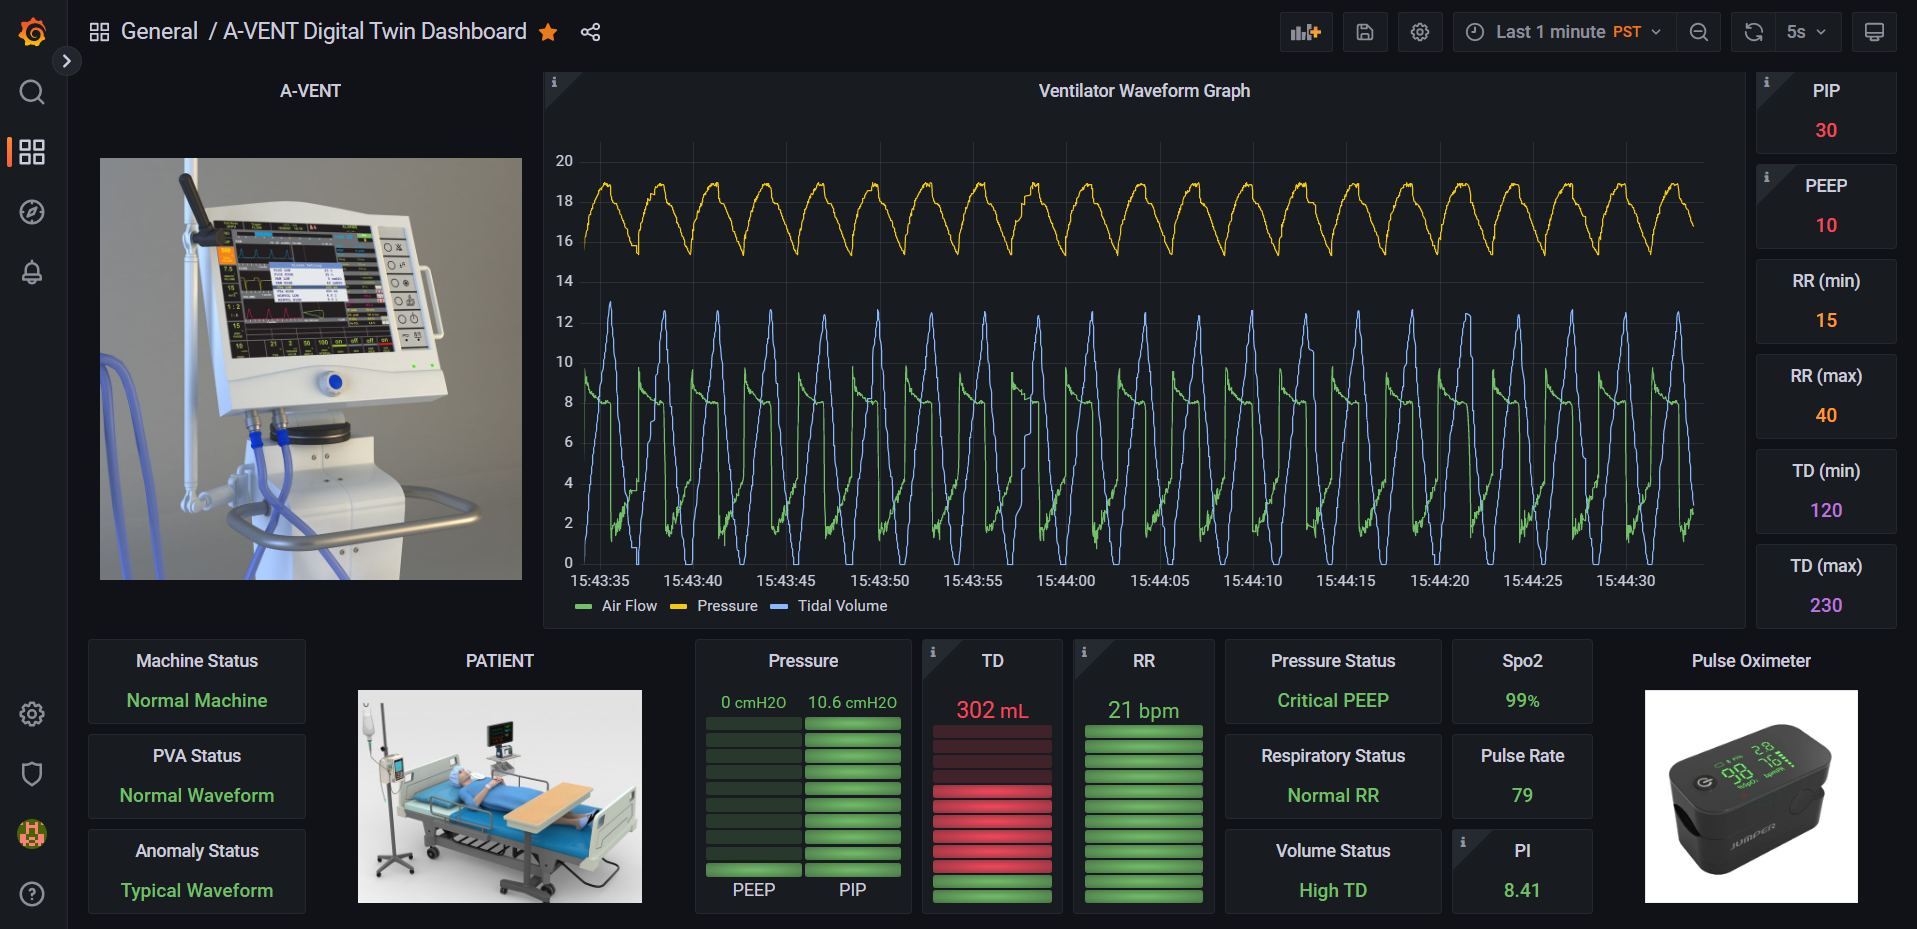 General / A-VENT Digital Twin Dashboard
Last 1 minute PST
5s
A-VENT
Ventilator Waveform Graph
20
18
16
14
12
10
8
6
4
2
0
15:43:35 15:43:40 15:43:45 15:43:50 15:43:55 15:44:00 15:44:05 15:44:10 15:44:15 15:44:20 15:44:25 15:44:30
Air Flow Pressure Tidal Volume
PIP
30
PEEP
10
RR (min)
15
RR (max)
40
TD (min)
120
TD (max)
230
Machine Status
Normal Machine
PVA Status
Normal Waveform
Anomaly Status
Typical Waveform
PATIENT
Pressure
0 cmH2O 10.6 cmH2O
PEEP PIP
TD
302 mL
RR
21 bpm
Pressure Status
Critical PEEP
Respiratory Status
Normal RR
Volume Status
High TD
Spo2
99%
Pulse Rate
79
PI
8.41
Pulse Oximeter
JUMPER